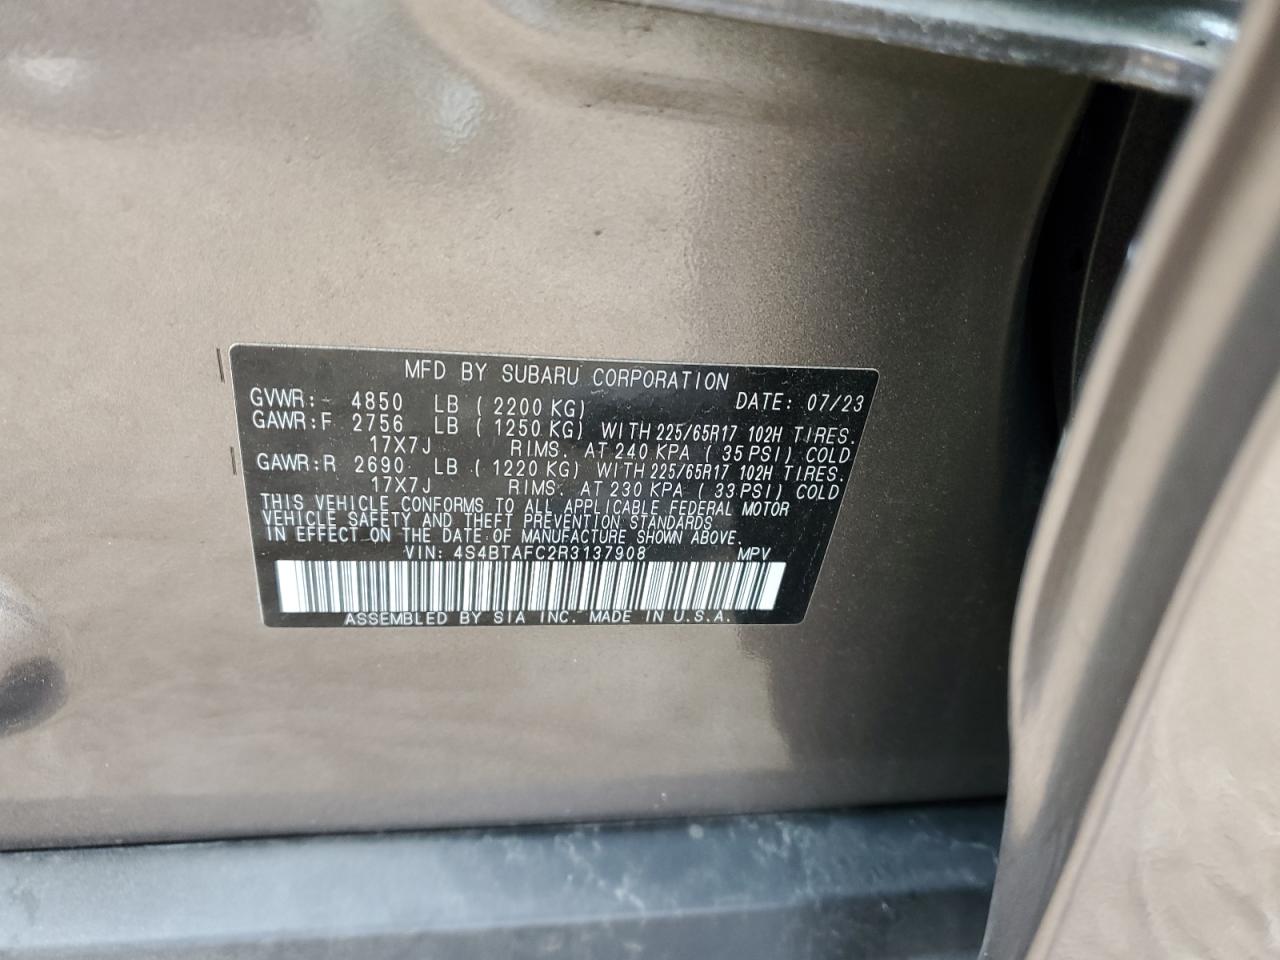 MFD BY SUBARU CORPORATION
GVWR:- 4850 LB ( 2200 KG) DATE: 07/23
GAWR:F 2756 LB ( 1250 KG) WITH 225/65R17 102H TIRES.
17X7J RIMS. AT 240 KPA ( 35 PSI) COLD
GAWR:R 2690 LB ( 1220 KG) WITH 225/65R17 102H TIRES.
17X7J RIMS. AT 230 KPA ( 33 PSI) COLD
THIS VEHICLE CONFORMS TO ALL APPLICABLE FEDERAL MOTOR
VEHICLE SAFETY AND THEFT PREVENTION STANDARDS
IN EFFECT ON THE DATE OF MANUFACTURE SHOWN ABOVE.
VIN: 4S4BTAFC2R3137908 MPV
ASSEMBLED BY SIA INC. MADE IN U.S.A.